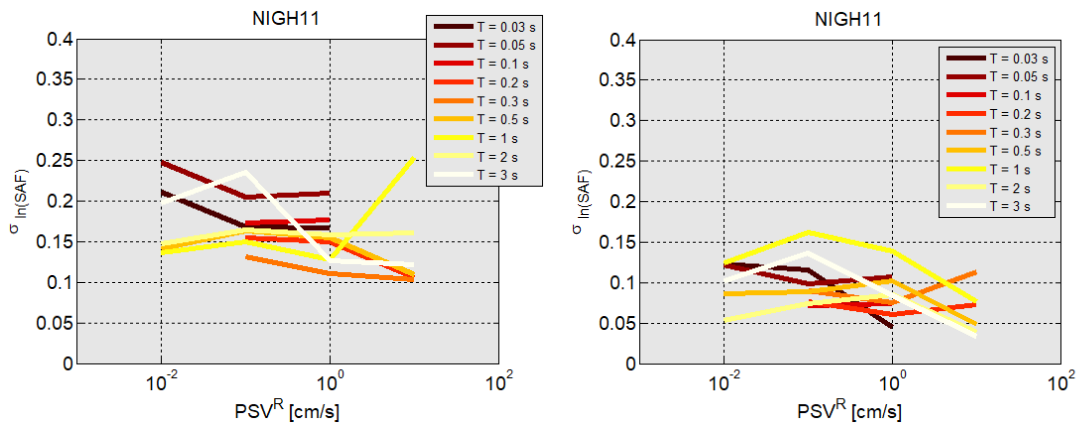 NIGH11
0.4
0.35
0.3
0.25
0.2
0.15
0.1
0.05
0
σ ln(SAF)
10^-2
10^0
10^2
PSV^R [cm/s]
T = 0.03 s
T = 0.05 s
T = 0.1 s
T = 0.2 s
T = 0.3 s
T = 0.5 s
T = 1 s
T = 2 s
T = 3 s
NIGH11
0.4
0.35
0.3
0.25
0.2
0.15
0.1
0.05
0
σ ln(SAF)
10^-2
10^0
10^2
PSV^R [cm/s]
T = 0.03 s
T = 0.05 s
T = 0.1 s
T = 0.2 s
T = 0.3 s
T = 0.5 s
T = 1 s
T = 2 s
T = 3 s